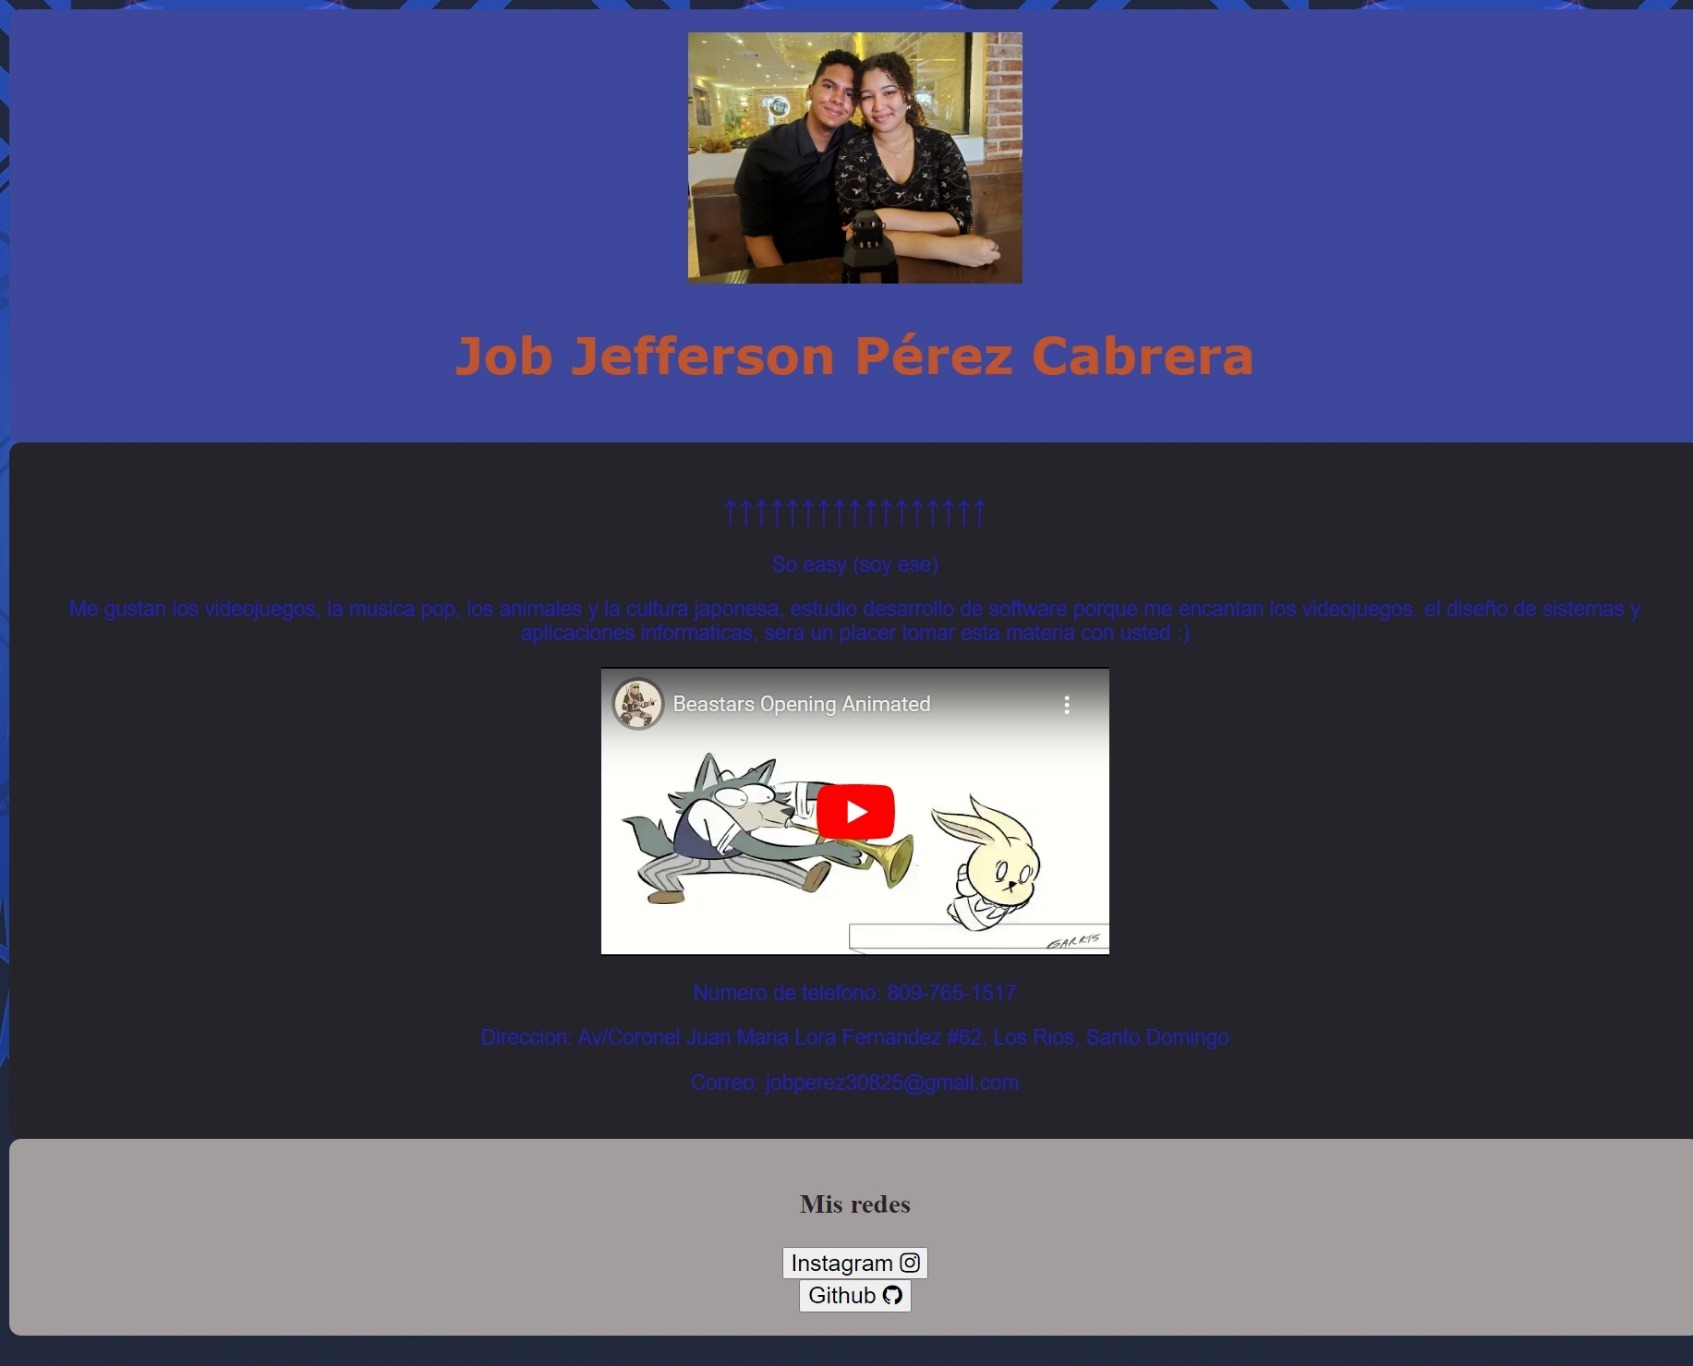 Job Jefferson Pérez Cabrera
↑↑↑↑↑↑↑↑↑↑↑↑↑↑↑↑↑
So easy (soy ese)
Me gustan los videojuegos, la musica pop, los animales y la cultura japonesa, estudio desarrollo de software porque me encantan los videojuegos, el diseño de sistemas y
aplicaciones informaticas, sera un placer tomar esta materia con usted :)
Beastars Opening Animated
GARRTS
Numero de telefono: 809-765-1517
Direccion: Av/Coronel Juan Maria Lora Fernandez #62, Los Rios, Santo Domingo
Correo: jobperez30825@gmail.com
Mis redes
Instagram
Github